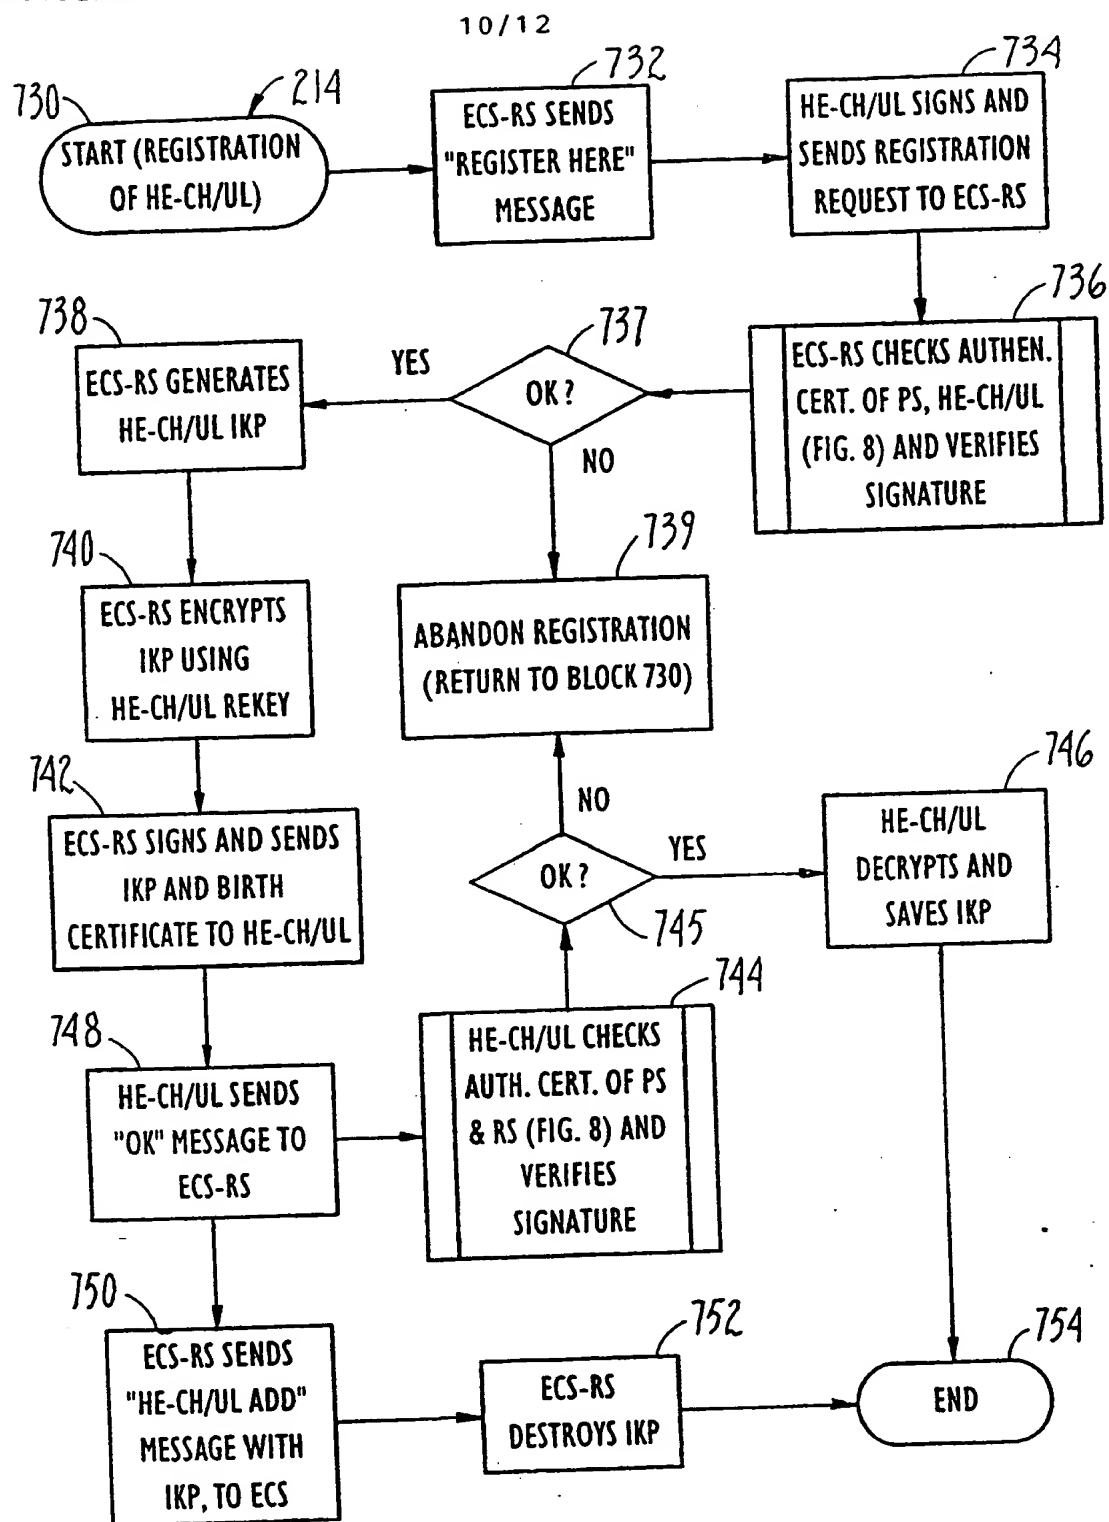 10/12
730
214
START (REGISTRATION
OF HE-CH/UL)
732
ECS-RS SENDS
"REGISTER HERE"
MESSAGE
734
HE-CH/UL SIGNS AND
SENDS REGISTRATION
REQUEST TO ECS-RS
736
ECS-RS CHECKS AUTHEN.
CERT. OF PS, HE-CH/UL
(FIG. 8) AND VERIFIES
SIGNATURE
737
OK?
YES
NO
738
ECS-RS GENERATES
HE-CH/UL IKP
739
ABANDON REGISTRATION
(RETURN TO BLOCK 730)
740
ECS-RS ENCRYPTS
IKP USING
HE-CH/UL REKEY
742
ECS-RS SIGNS AND SENDS
IKP AND BIRTH
CERTIFICATE TO HE-CH/UL
748
HE-CH/UL SENDS
"OK" MESSAGE TO
ECS-RS
744
HE-CH/UL CHECKS
AUTH. CERT. OF PS
& RS (FIG. 8) AND
VERIFIES
SIGNATURE
NO
OK?
YES
745
746
HE-CH/UL
DECRYPTS AND
SAVES IKP
750
ECS-RS SENDS
"HE-CH/UL ADD"
MESSAGE WITH
IKP, TO ECS
752
ECS-RS
DESTROYS IKP
754
END